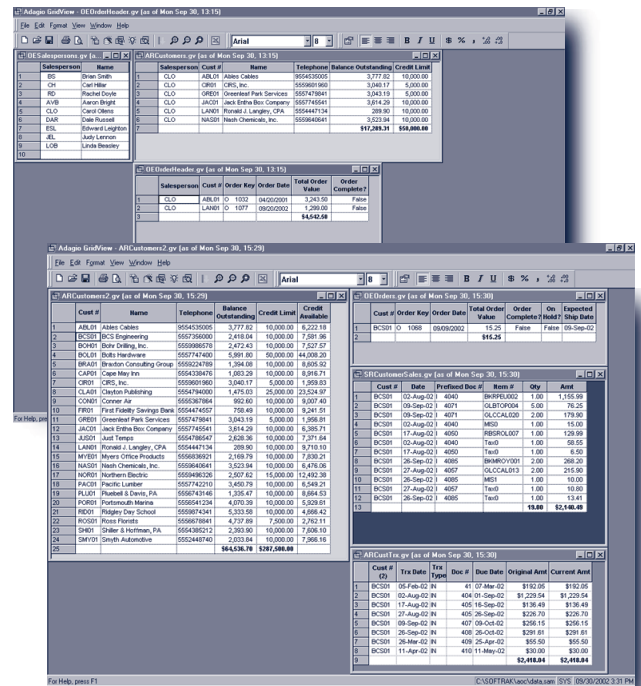 Adagio GridView - OEOrderHeader.gv (as of Mon Sep 30, 13:15)
File Edit Format View Window Help
Arial 8 B I U $ % ,
OESalespersons.gv (a.
Salesperson Name
1 BS Brian Smith
2 CH Carl Hillar
3 RD Rachel Doyle
4 AVB Aaron Bright
5 CLO Carol Ollens
6 DAR Dale Russell
7 ESL Edward Leighton
8 JEL Judy Lennon
9 LOB Linda Beasley
10
ARCustomers.gv (as of Mon Sep 30, 13:15)
Salesperson Cust # Name Telephone Balance Outstanding Credit Limit
1 CLO ABL01 Ables Cables 9554535005 3,777.82 10,000.00
2 CLO CIR01 CIRS, Inc. 5559601960 3,040.17 5,000.00
3 CLO GRE01 Greenleaf Park Services 5557479841 3,043.19 5,000.00
4 CLO JAC01 Jack Entha Box Company 5557745541 3,614.29 10,000.00
5 CLO LAN01 Ronald J. Langley, CPA 5554447134 289.90 10,000.00
6 CLO NAS01 Nash Chemicals, Inc. 5559640641 3,523.94 10,000.00
7 $17,289.31 $50,000.00
OEOrderHeader.gv (as of Mon Sep 30, 13:15)
Salesperson Cust # Order Key Order Date Total Order Value Order Complete?
1 CLO ABL01 O 1032 04/20/2001 3,243.50 False
2 CLO LAN01 O 1077 09/20/2002 1,299.00 False
3 $4,542.50
For Help, pre
Adagio GridView - ARCustomers2.gv (as of Mon Sep 30, 15:29)
File Edit Format View Window Help
Arial 8 B I U $ % ,
ARCustomers2.gv (as of Mon Sep 30, 15:29)
Cust # Name Telephone Balance Outstanding? Credit Limit Credit Available
1 ABL01 Ables Cables 9554535005 3,777.82 10,000.00 6,222.18
2 BCS01 BCS Engineering 5557356000 2,418.04 10,000.00 7,581.96
3 BOH01 Bohr Drilling, Inc. 5559986578 2,472.43 10,000.00 7,527.57
4 BOL01 Bolts Hardware 5557747400 5,991.80 50,000.00 44,008.20
5 BRA01 Braxton Consulting Group 5559224789 1,394.08 10,000.00 8,605.92
6 CAP01 Cape May Inn 5554338476 1,083.29 10,000.00 8,916.71
7 CIR01 CIRS, Inc. 5559601960 3,040.17 5,000.00 1,959.83
8 CLA01 Clayton Publishing 5554794000 1,475.03 25,000.00 23,524.97
9 CON01 Conner Air 5555367864 992.60 10,000.00 9,007.40
10 FIR01 First Fidelity Savings Bank 5554474557 758.49 10,000.00 9,241.51
11 GRE01 Greenleaf Park Services 5557479841 3,043.19 5,000.00 1,956.81
12 JAC01 Jack Entha Box Company 5557745541 3,614.29 10,000.00 6,385.71
13 JUS01 Just Temps 5554786547 2,628.36 10,000.00 7,371.64
14 LAN01 Ronald J. Langley, CPA 5554447134 289.90 10,000.00 9,710.10
15 MYE01 Myers Office Products 5556836921 2,169.79 10,000.00 7,830.21
16 NAS01 Nash Chemicals, Inc. 5559640641 3,523.94 10,000.00 6,476.06
17 NOR01 Northern Electric 5559496326 2,507.62 15,000.00 12,492.38
18 PAC01 Pacific Lumber 5557742210 3,450.79 10,000.00 6,549.21
19 PLU01 Pluebell & Davis, PA 5556743146 1,335.47 10,000.00 8,664.53
20 POR01 Portsmouth Marina 5556541234 4,070.39 10,000.00 5,929.61
21 RID01 Ridgley Day School 5559874341 5,333.58 10,000.00 4,666.42
22 ROS01 Ross Florists 5556678841 4,737.89 7,500.00 2,762.11
23 SHI01 Shiller & Hoffman, PA 5554385212 2,393.90 10,000.00 7,606.10
24 SMY01 Smyth Automotive 5552448740 2,033.84 10,000.00 7,966.16
25 $64,536.70 $287,500.00
OEOrders.gv (as of Mon Sep 30, 15:30)
Cust # Order Key Order Date Total Order Value Order Complete? On Hold? Expected Ship Date
1 BCS01 O 1068 09/09/2002 15.25 False False 09-Sep-02
2 $15.25
SRCustomerSales.gv (as of Mon Sep 30, 15:30)
Cust # Date Prefixed Doc # Item # Qty Amt
1 BCS01 02-Aug-02 I 4040 BKRPEU002 1.00 1,155.99
2 BCS01 09-Sep-02 I 4071 GLBTOP004 5.00 76.25
3 BCS01 26-Sep-02 I 4085 GLCCAL020 2.00 179.90
4 BCS01 02-Aug-02 I 4040 MIS0 1.00 15.00
5 BCS01 17-Aug-02 I 4050 RBSROL007 1.00 129.99
6 BCS01 02-Aug-02 I 4040 Tax0 1.00 58.55
7 BCS01 17-Aug-02 I 4050 Tax0 1.00 6.50
8 BCS01 26-Sep-02 I 4085 BKMROY001 2.00 268.20
9 BCS01 27-Aug-02 I 4057 GLCCAL013 2.00 215.90
10 BCS01 26-Sep-02 I 4085 MIS1 1.00 10.00
11 BCS01 27-Aug-02 I 4057 Tax0 1.00 10.80
12 BCS01 26-Sep-02 I 4085 Tax0 1.00 13.41
13 19.00 $2,140.49
ARCustTrx.gv (as of Mon Sep 30, 15:30)
Cust # (2) Trx Date Trx Type Doc # Due Date Original Amt Current Amt
1 BCS01 05-Feb-02 IN 41 07-Mar-02 $192.05 $192.05
2 BCS01 02-Aug-02 IN 404 01-Sep-02 $1,229.54 $1,229.54
3 BCS01 17-Aug-02 IN 405 16-Sep-02 $136.49 $136.49
4 BCS01 27-Aug-02 IN 405 26-Sep-02 $226.70 $226.70
5 BCS01 09-Sep-02 IN 407 09-Oct-02 $256.15 $256.15
6 BCS01 26-Sep-02 IN 408 26-Oct-02 $291.61 $291.61
7 BCS01 26-Mar-02 IN 409 25-Apr-02 $55.50 $55.50
8 BCS01 11-Apr-02 IN 410 11-May-02 $30.00 $30.00
9 $2,418.04 $2,418.04
For Help, press F1
C:\SOFTRAK\aoc\data.sam SYS 09/30/2002 3:31 PM